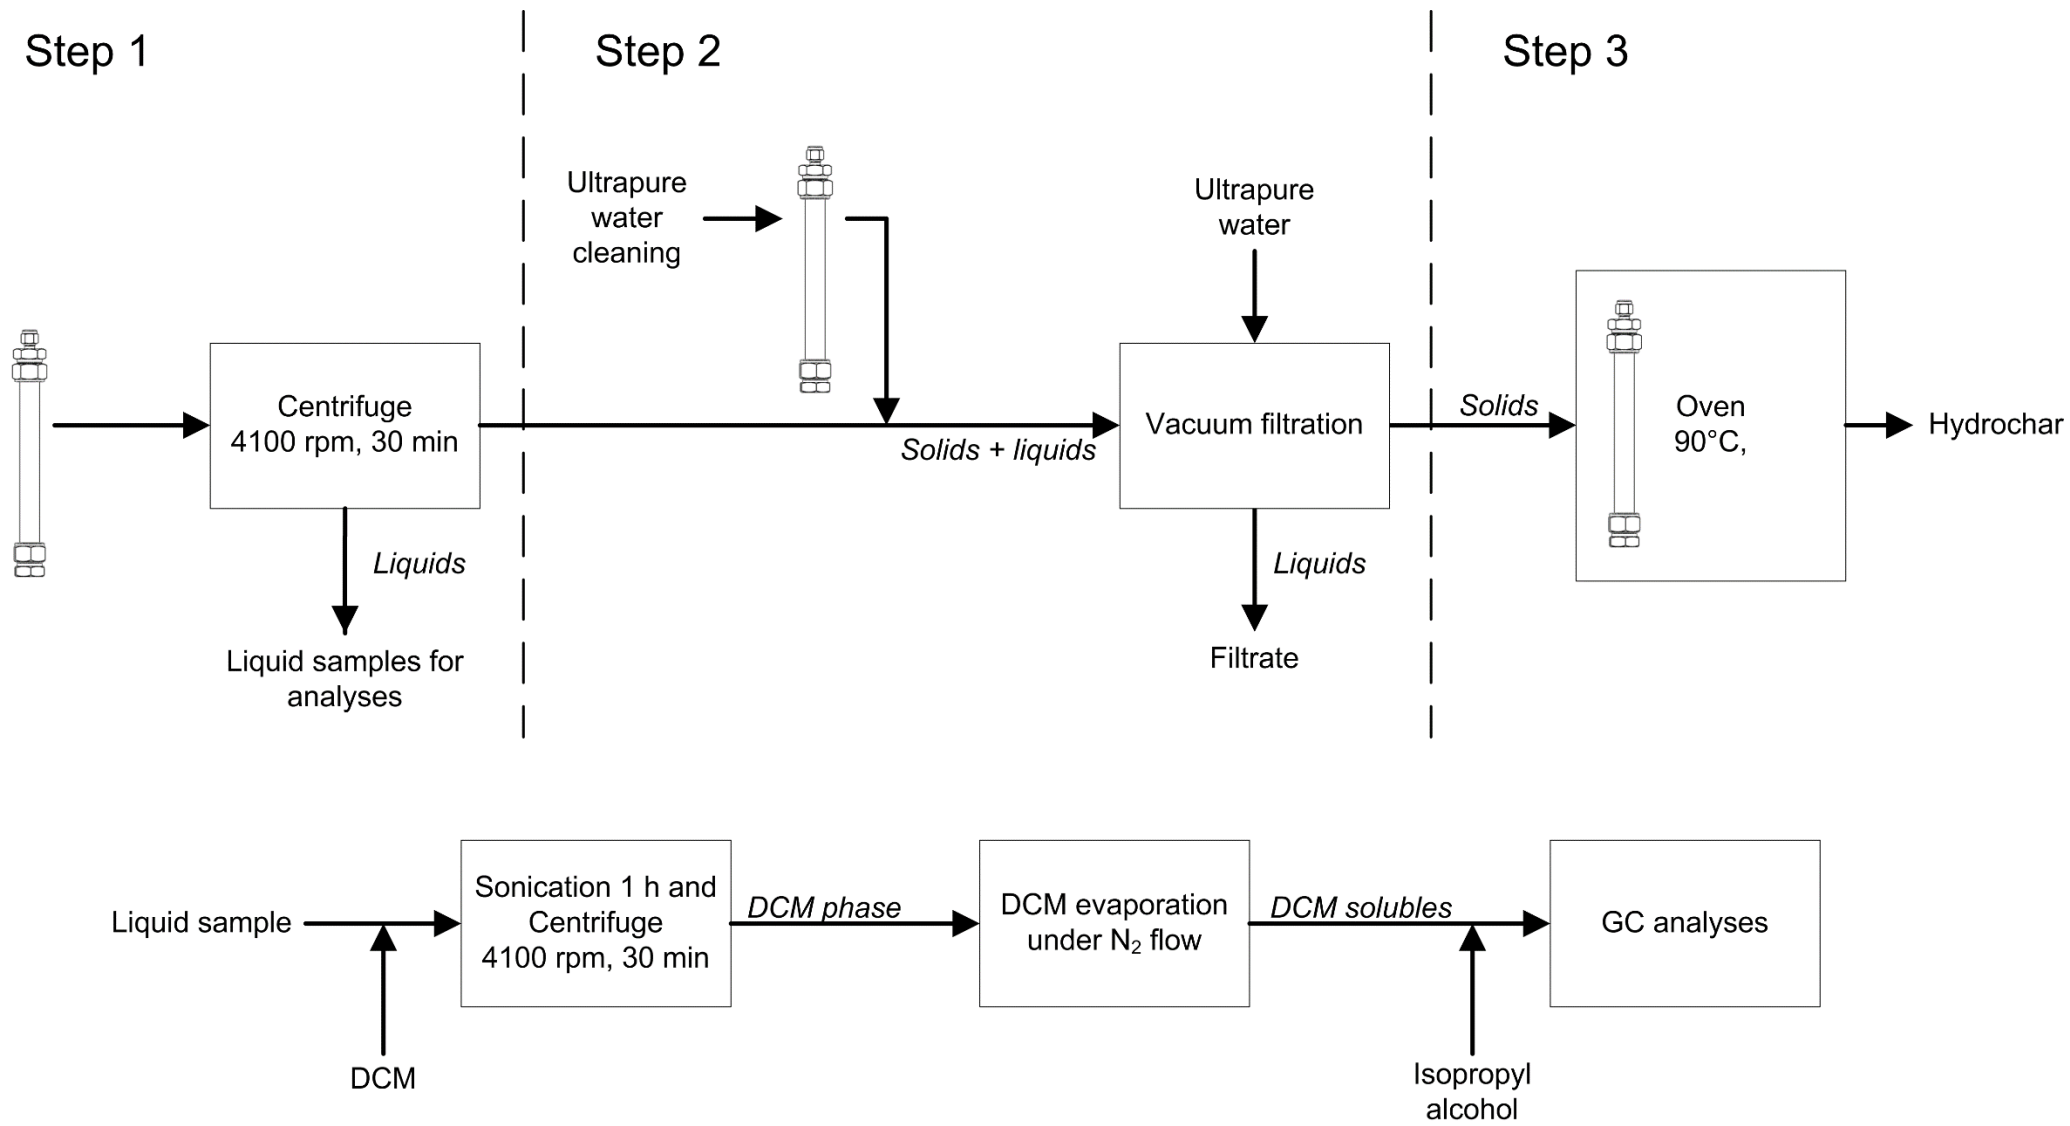 Step 1
Step 2
Step 3
Ultrapure
water
cleaning
Ultrapure
water
Centrifuge
4100 rpm, 30 min
Solids + liquids
Vacuum filtration
Solids
Oven
90°C,
Hydrochar
Liquids
Liquid samples for
analyses
Liquids
Filtrate
Liquid sample
DCM
Sonication 1 h and
Centrifuge
4100 rpm, 30 min
DCM phase
DCM evaporation
under N₂ flow
DCM solubles
Isopropyl
alcohol
GC analyses